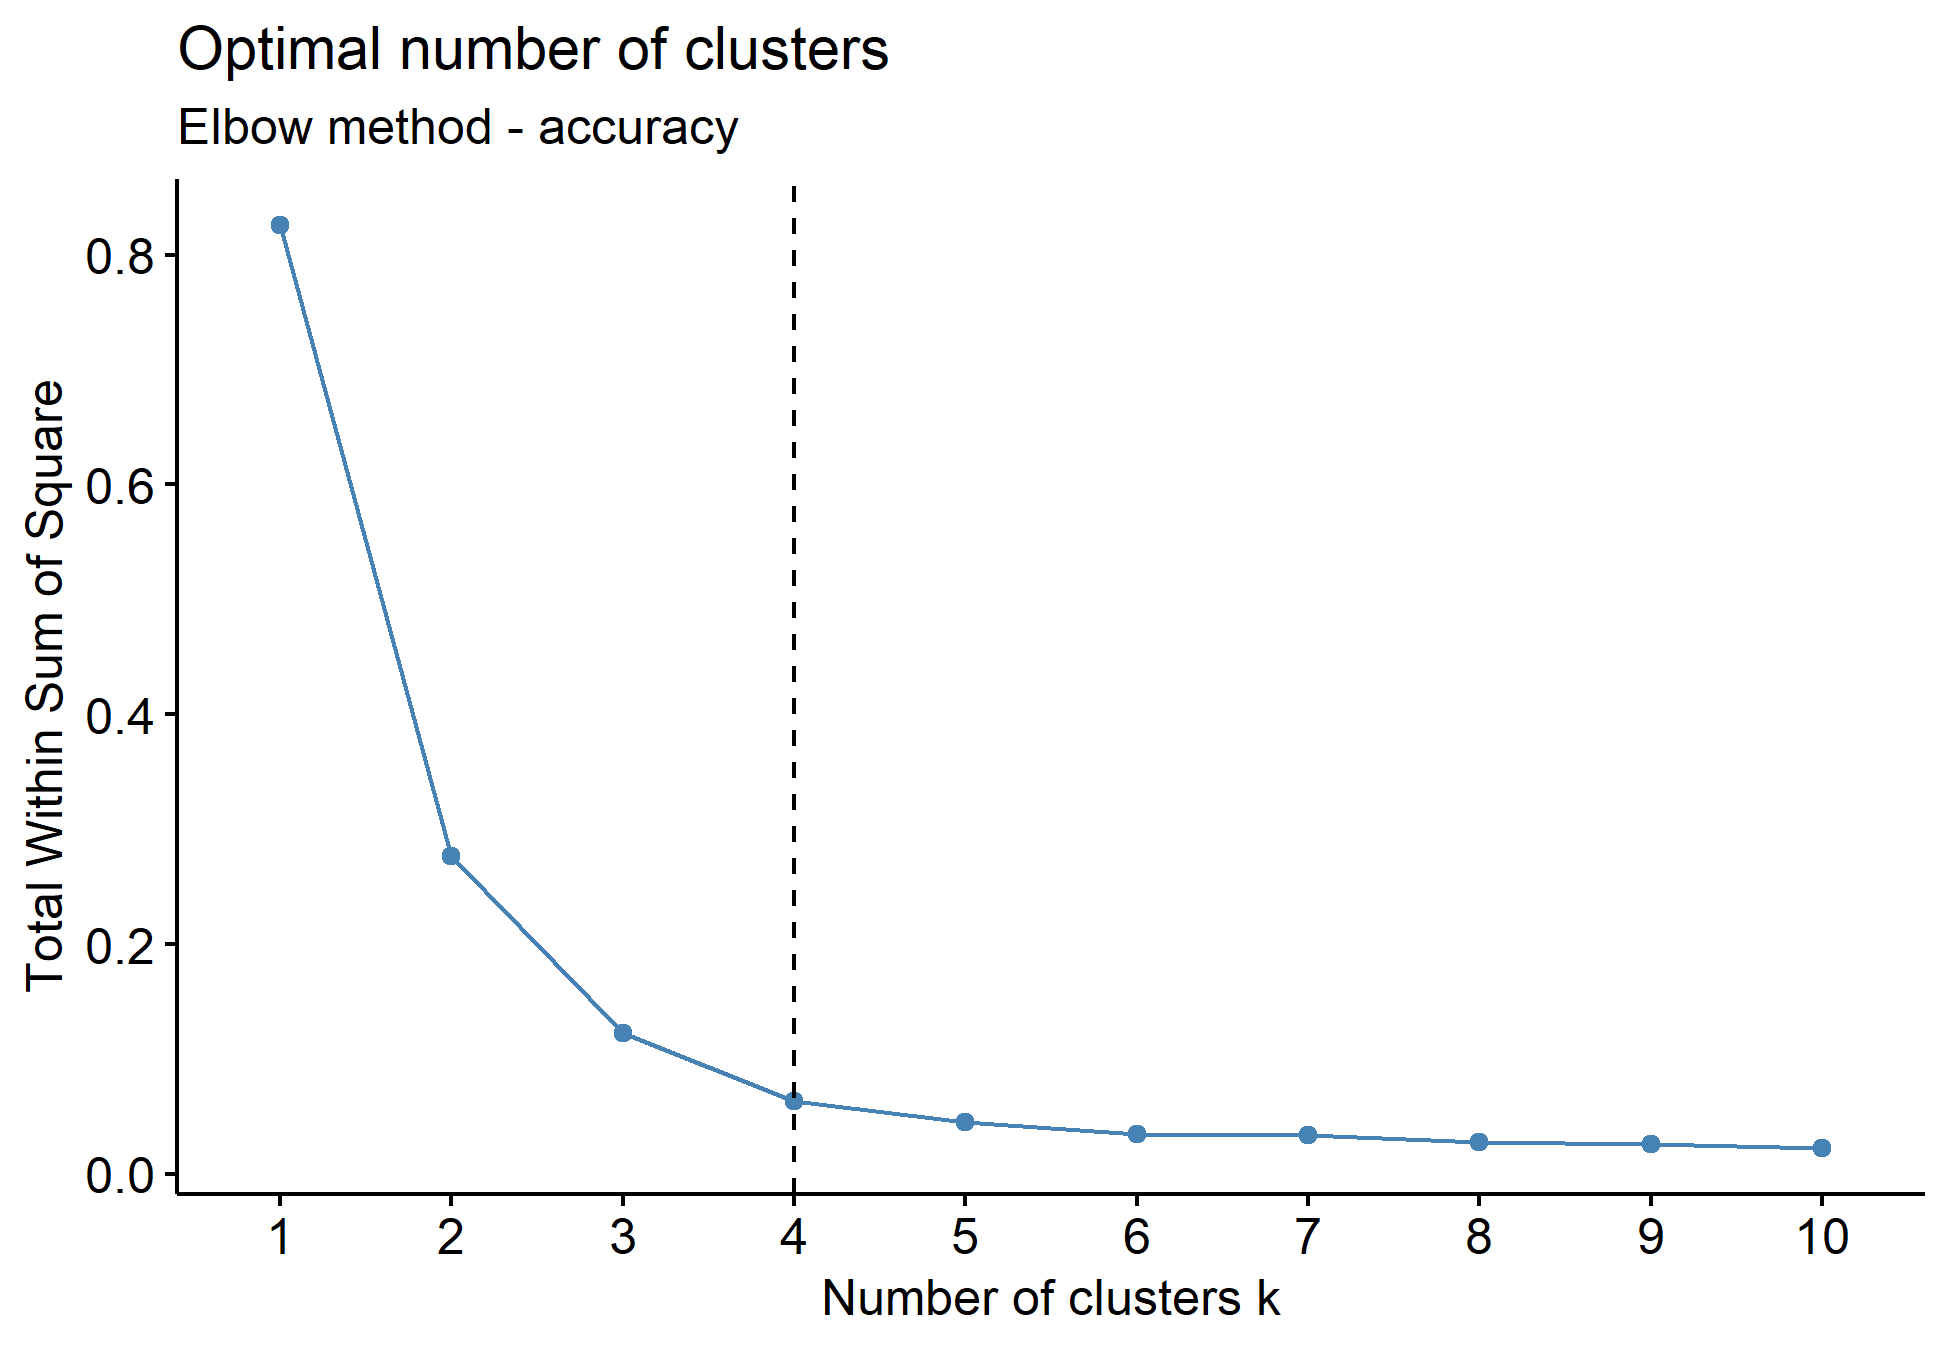 Optimal number of clusters
Elbow method - accuracy
Total Within Sum of Square
0.8
0.6
0.4
0.2
0.0
1 2 3 4 5 6 7 8 9 10
Number of clusters k